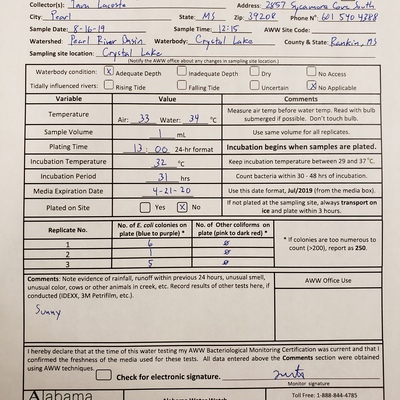 Collector(s): Address: 2857 Sycamore Cove South
City: Pearl State: MS Zip: 39208 Phone N°: 601 540 4788
Sample Date: 8-16-19 Sample Time: 12:15 AWW Site Code:
Watershed: Pearl River Basin Waterbody: Crystal Lake County & State: Rankin, MS
Sampling site location: Crystal Lake
(Notify the AWW office about any changes in sampling site location.)
Waterbody condition: X Adequate Depth Inadequate Depth Dry No Access
Tidally influenced rivers: Rising Tide Falling Tide Uncertain X No Applicable
Variable Value Comments
Temperature Air: 33 Water: 34 °C Measure air temp before water temp. Read with bulb submerged if possible. Don't touch bulb.
Sample Volume 1 mL Use same volume for all replicates.
Plating Time 13:00 24-hr format Incubation begins when samples are plated.
Incubation Temperature 32 °C Keep incubation temperature between 29 and 37°C.
Incubation Period 31 hrs Count bacteria within 30 - 48 hrs of incubation.
Media Expiration Date 4-21-20 Use this date format, Jul/2019 (from the media box).
Plated on Site Yes X No If not plated at the sampling site, always transport on ice and plate within 3 hours.
Replicate No. No. of E. coli colonies on plate (blue to purple) * No. of Other coliforms on plate (pink to dark red) *
1 6 ø
2 1 ø
3 5 ø
* If colonies are too numerous to count (>200), report as 250.
Comments: Note evidence of rainfall, runoff within previous 24 hours, unusual smell, unusual color, cows or other animals in creek, etc. Record results of other tests here, if conducted (IDEXX, 3M Petrifilm, etc.).
AWW Office Use
Sunny
I hereby declare that at the time of this water testing my AWW Bacteriological Monitoring Certification was current and that I confirmed the freshness of the media used for these tests. All data entered above the Comments section were obtained using AWW techniques.
Check for electronic signature.
Monitor signature
Alabama Alabama Water Watch Toll Free: 1-888-844-4785